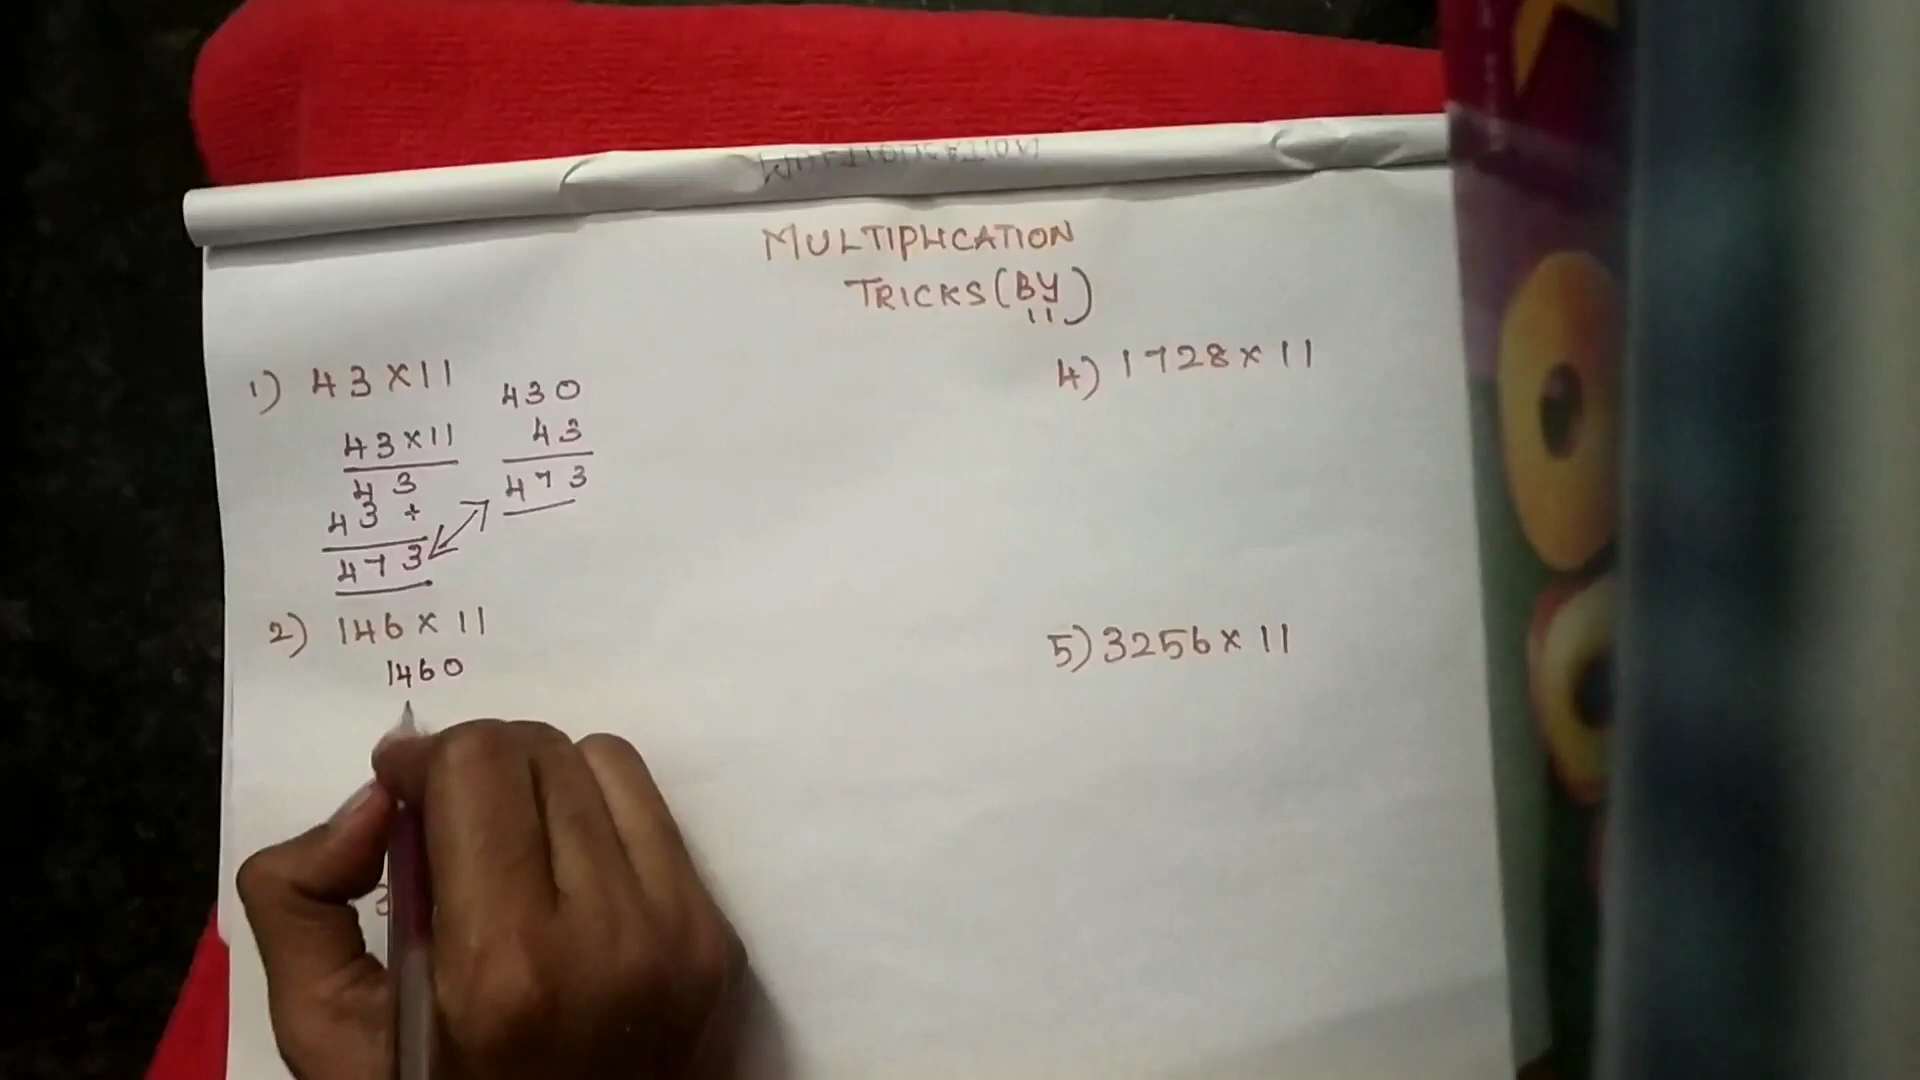 MULTIPLICATION
TRICKS (BY
11)
1) 43 × 11
43 × 11
43
43 +
473
430
43
473
2) 146 × 11
1460
4) 1728 × 11
5) 3256 × 11